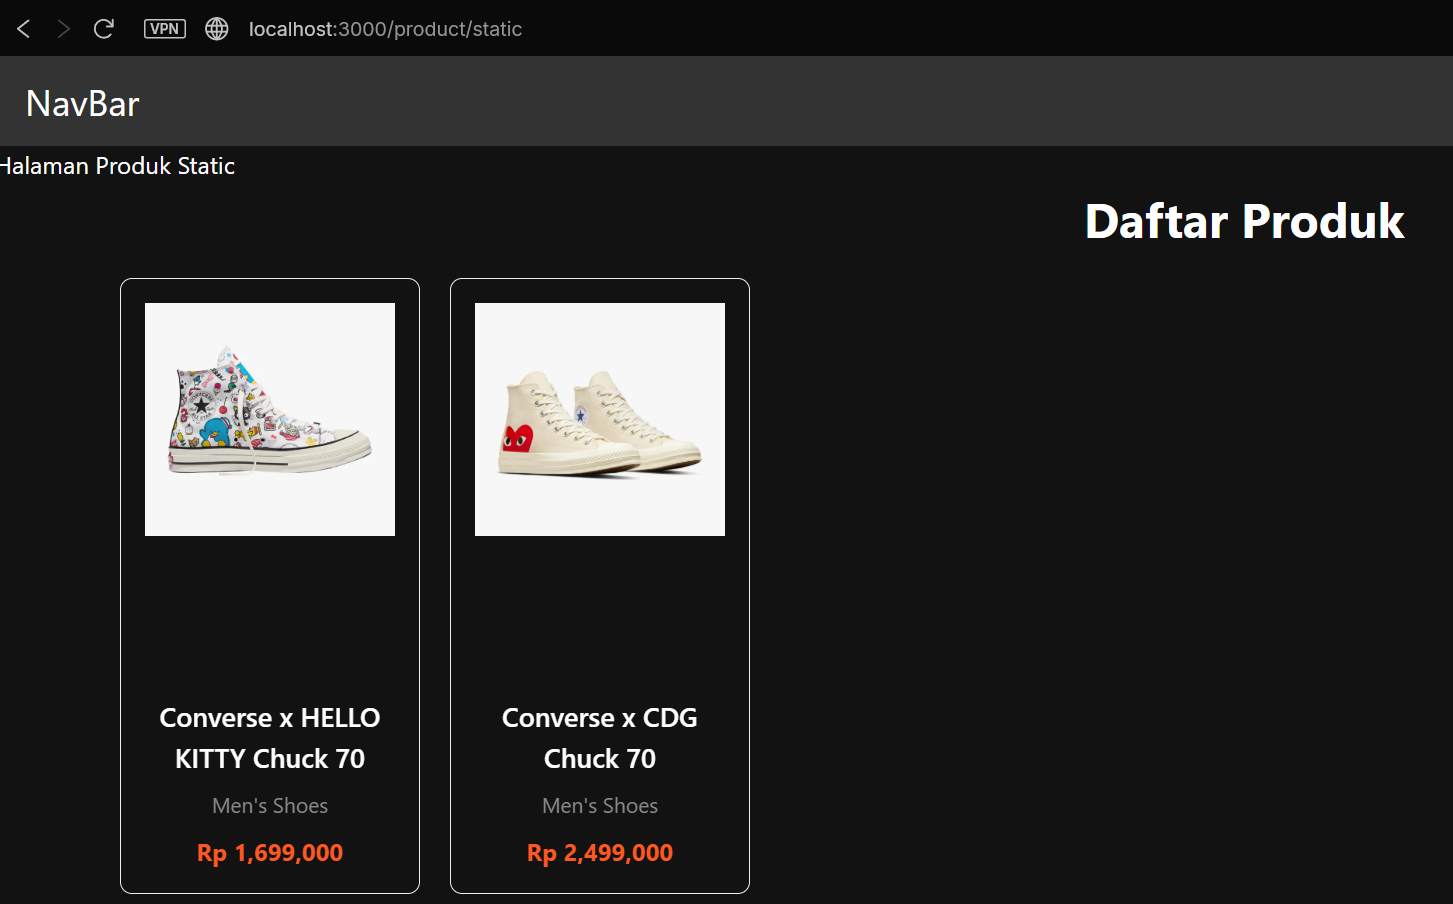 VPN localhost:3000/product/static
NavBar
Halaman Produk Static
Daftar Produk
Converse x HELLO
KITTY Chuck 70
Men's Shoes
Rp 1,699,000
Converse x CDG
Chuck 70
Men's Shoes
Rp 2,499,000